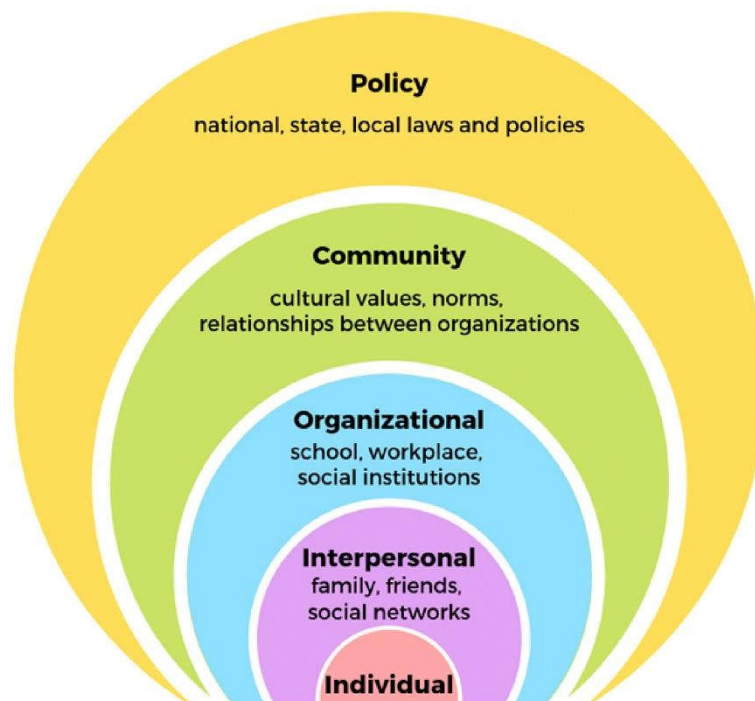 Policy
national, state, local laws and policies
Community
cultural values, norms,
relationships between organizations
Organizational
school, workplace,
social institutions
Interpersonal
family, friends,
social networks
Individual